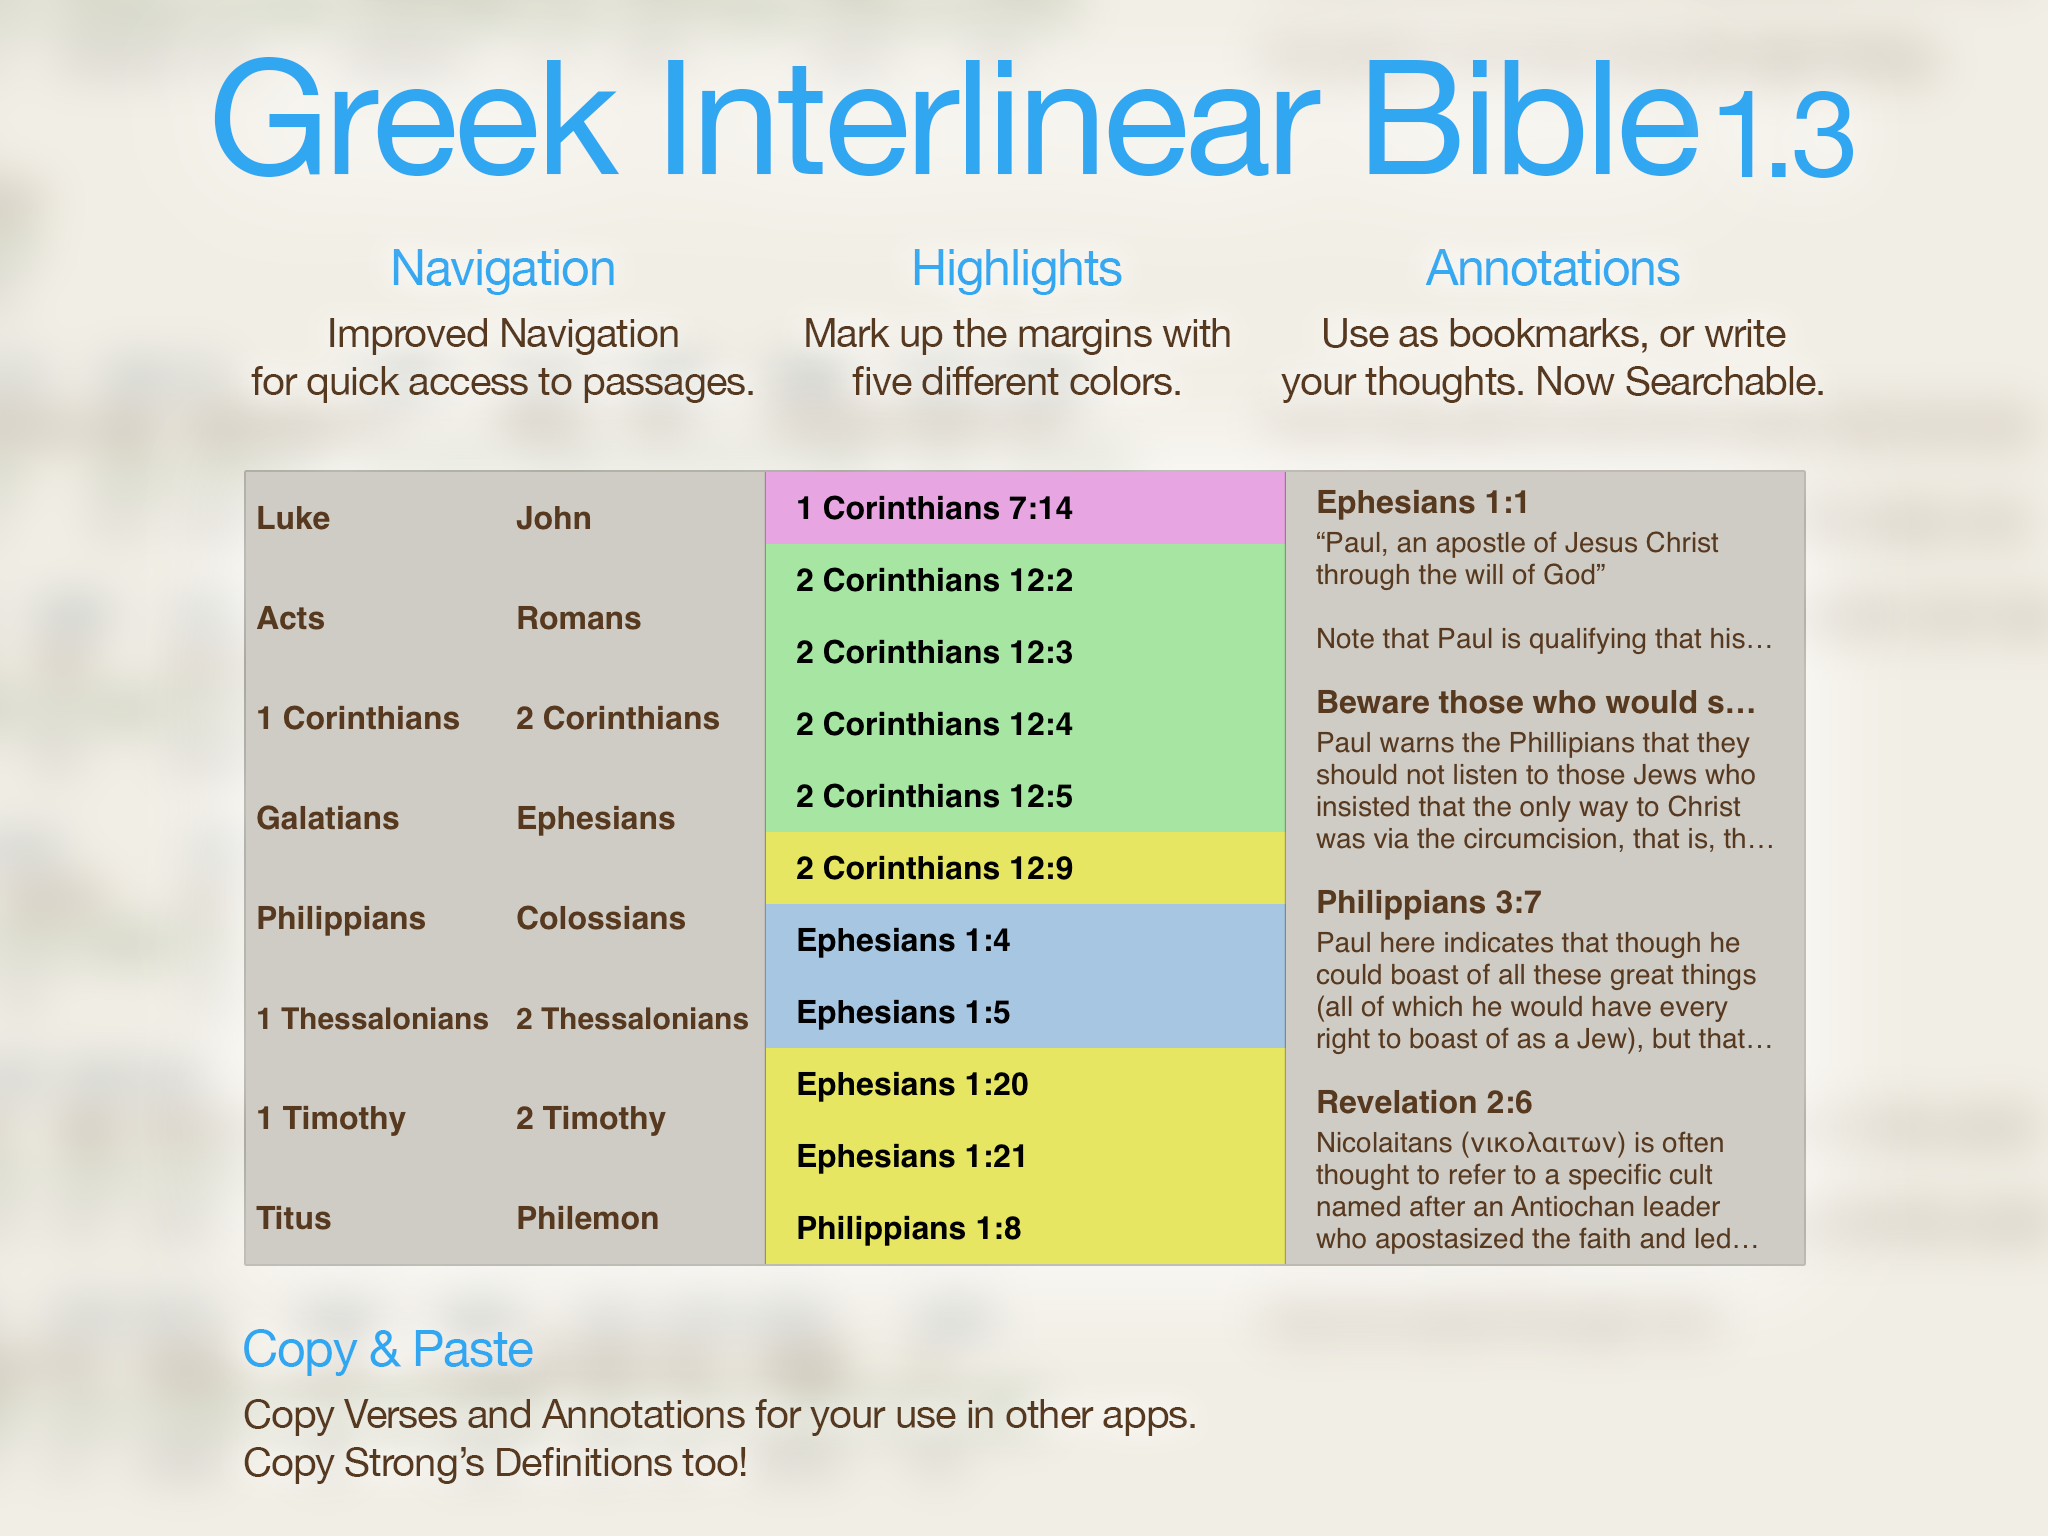 Greek Interlinear Bible 1.3
Navigation
Improved Navigation
for quick access to passages.
Highlights
Mark up the margins with
five different colors.
Annotations
Use as bookmarks, or write
your thoughts. Now Searchable.
Luke John
Acts Romans
1 Corinthians 2 Corinthians
Galatians Ephesians
Philippians Colossians
1 Thessalonians 2 Thessalonians
1 Timothy 2 Timothy
Titus Philemon
1 Corinthians 7:14
2 Corinthians 12:2
2 Corinthians 12:3
2 Corinthians 12:4
2 Corinthians 12:5
2 Corinthians 12:9
Ephesians 1:4
Ephesians 1:5
Ephesians 1:20
Ephesians 1:21
Philippians 1:8
Ephesians 1:1
“Paul, an apostle of Jesus Christ
through the will of God”
Note that Paul is qualifying that his…
Beware those who would s…
Paul warns the Phillipians that they
should not listen to those Jews who
insisted that the only way to Christ
was via the circumcision, that is, th…
Philippians 3:7
Paul here indicates that though he
could boast of all these great things
(all of which he would have every
right to boast of as a Jew), but that…
Revelation 2:6
Nicolaitans (νικολαιτων) is often
thought to refer to a specific cult
named after an Antiochan leader
who apostasized the faith and led…
Copy & Paste
Copy Verses and Annotations for your use in other apps.
Copy Strong’s Definitions too!